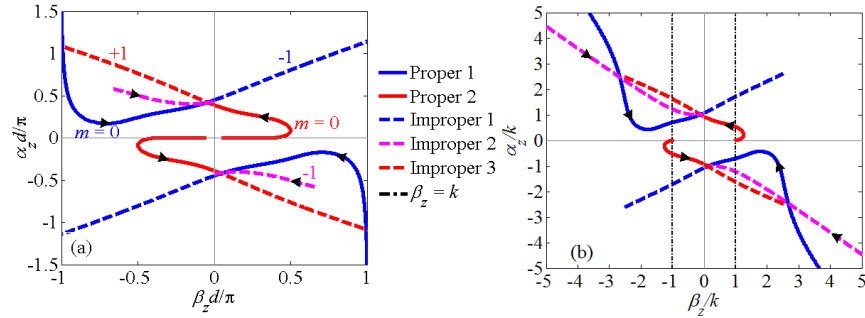 1.5
1
0.5
0
-0.5
-1
-1.5
α_z d/π
+1
-1
m = 0
m = 0
-1
(a)
-1 -0.5 0 0.5 1
β_z d/π
Proper 1
Proper 2
Improper 1
Improper 2
Improper 3
β_z = k
5
4
3
2
1
0
-1
-2
-3
-4
-5
α_z/k
(b)
-5 -4 -3 -2 -1 0 1 2 3 4 5
β_z/k